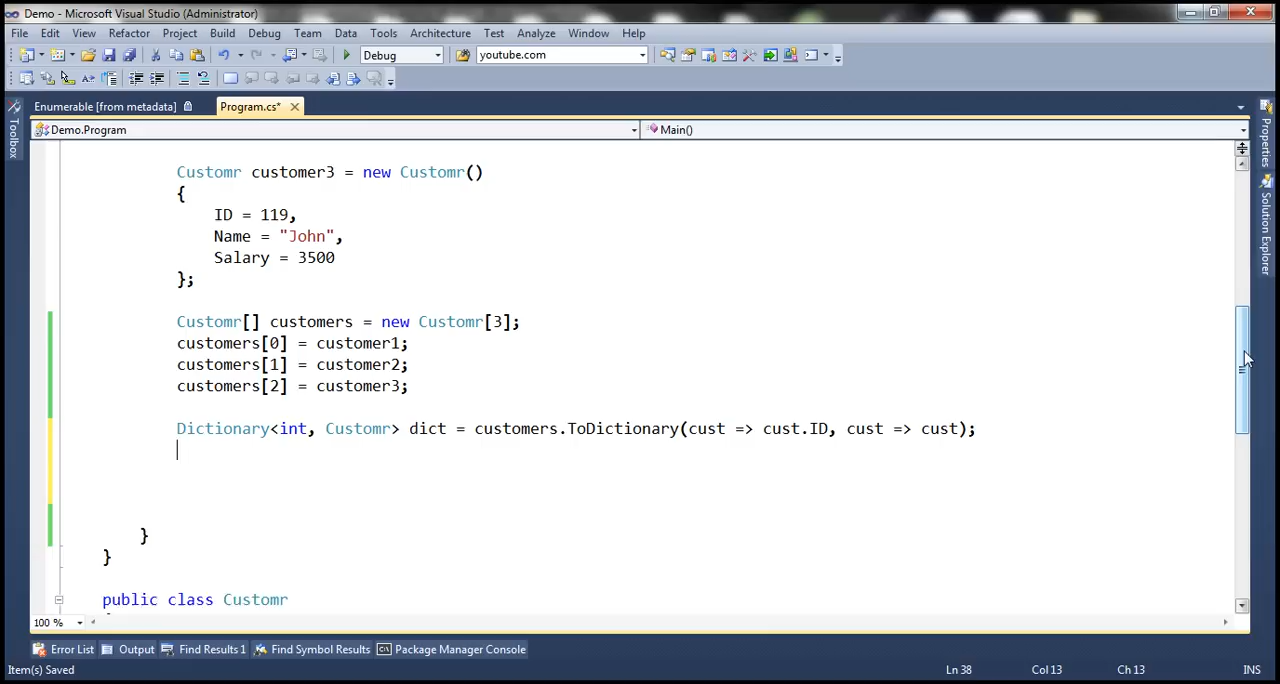 Demo - Microsoft Visual Studio (Administrator)
File Edit View Refactor Project Build Debug Team Data Tools Architecture Test Analyze Window Help
Debug youtube.com
Enumerable [from metadata] Program.cs*
Demo.Program Main()
Toolbox
Properties
Solution Explorer
Customr customer3 = new Customr()
{
ID = 119,
Name = "John",
Salary = 3500
};
Customr[] customers = new Customr[3];
customers[0] = customer1;
customers[1] = customer2;
customers[2] = customer3;
Dictionary<int, Customr> dict = customers.ToDictionary(cust => cust.ID, cust => cust);
}
}
public class Customr
100 %
Error List Output Find Results 1 Find Symbol Results Package Manager Console
Item(s) Saved Ln 38 Col 13 Ch 13 INS